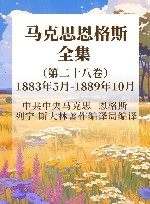 马克思恩格斯
全集
（第二十八卷）
1883年5月-1889年10月
中共中央马克思 恩格斯
列宁 斯大林著作编译局编译